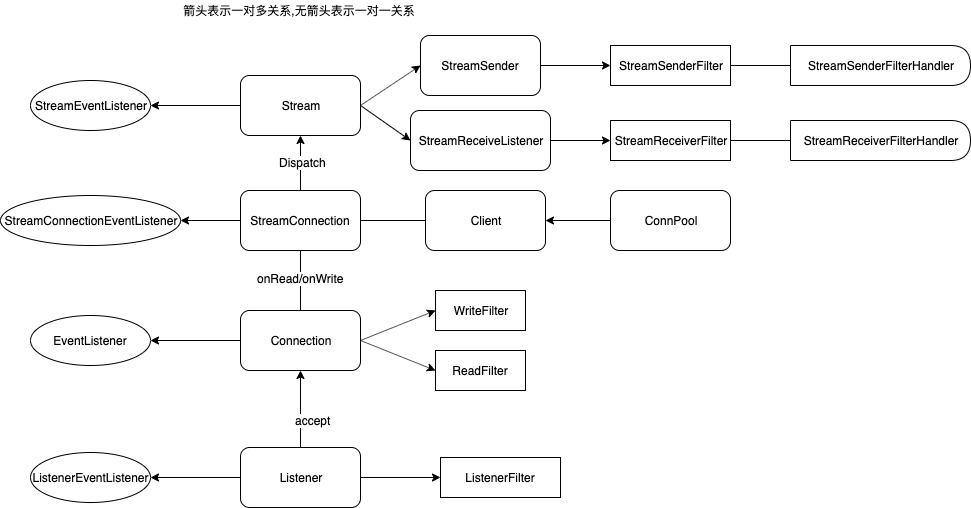 箭头表示一对多关系,无箭头表示一对一关系
StreamSender
StreamSenderFilter
StreamSenderFilterHandler
StreamEventListener
Stream
StreamReceiveListener
StreamReceiverFilter
StreamReceiverFilterHandler
Dispatch
StreamConnectionEventListener
StreamConnection
Client
ConnPool
onRead/onWrite
WriteFilter
EventListener
Connection
ReadFilter
accept
ListenerEventListener
Listener
ListenerFilter